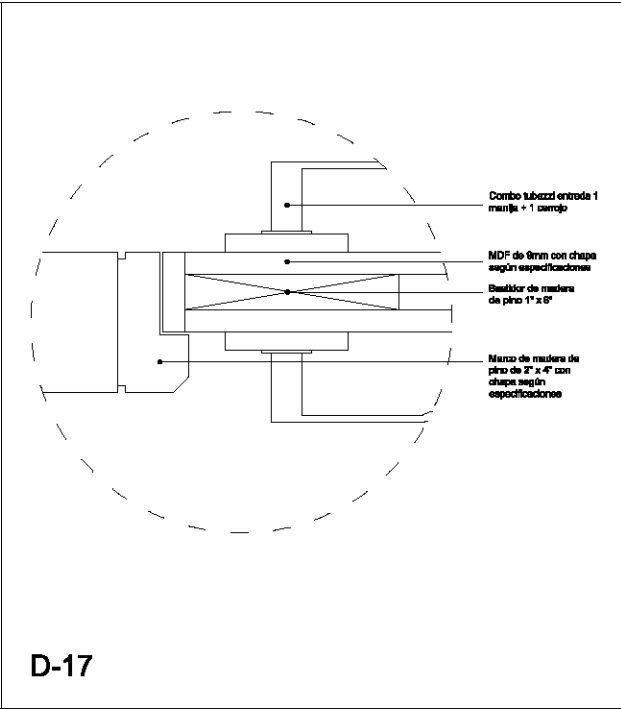 Combo tubezzi entrada 1
manija + 1 cerrojo
MDF de 9mm con chapa
según especificaciones
Bastidor de madera
de pino 1" x 6"
Marco de madera de
pino de 2" x 4" con
chapa según
especificaciones
D-17